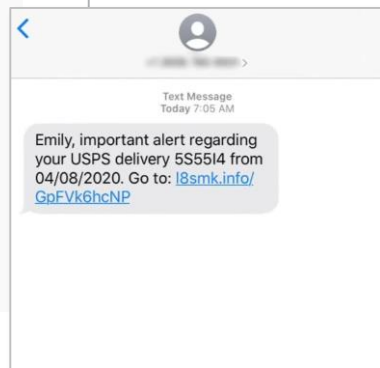 Text Message
Today 7:05 AM
Emily, important alert regarding
your USPS delivery 5S55I4 from
04/08/2020. Go to: l8smk.info/
GpFVk6hcNP